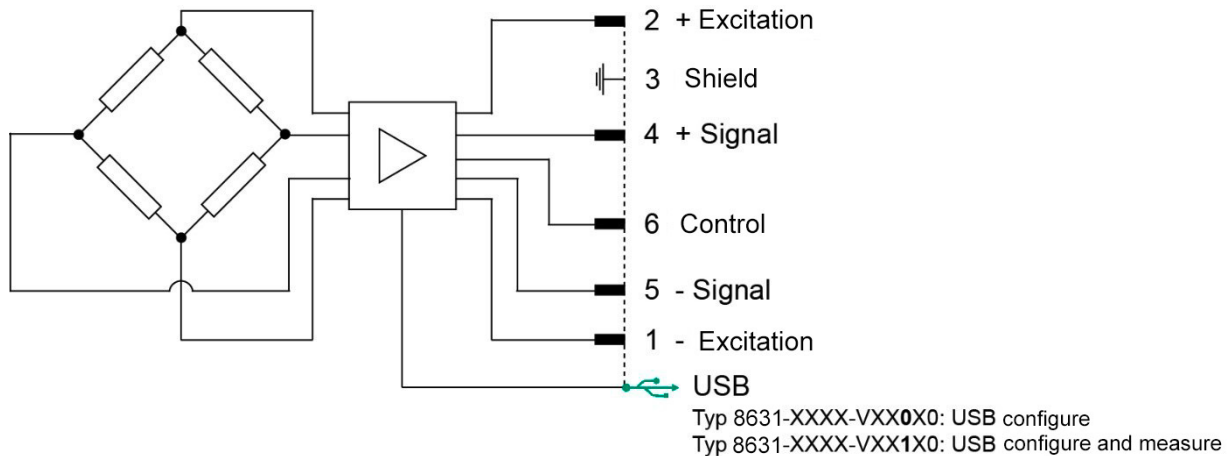 2 + Excitation
3 Shield
4 + Signal
6 Control
5 - Signal
1 - Excitation
USB
Typ 8631-XXXX-VXX0X0: USB configure
Typ 8631-XXXX-VXX1X0: USB configure and measure